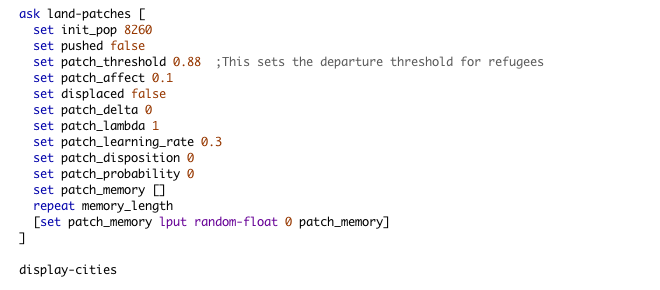 ask land-patches [
set init_pop 8260
set pushed false
set patch_threshold 0.88 ;This sets the departure threshold for refugees
set patch_affect 0.1
set displaced false
set patch_delta 0
set patch_lambda 1
set patch_learning_rate 0.3
set patch_disposition 0
set patch_probability 0
set patch_memory []
repeat memory_length
[set patch_memory lput random-float 0 patch_memory]
]
display-cities